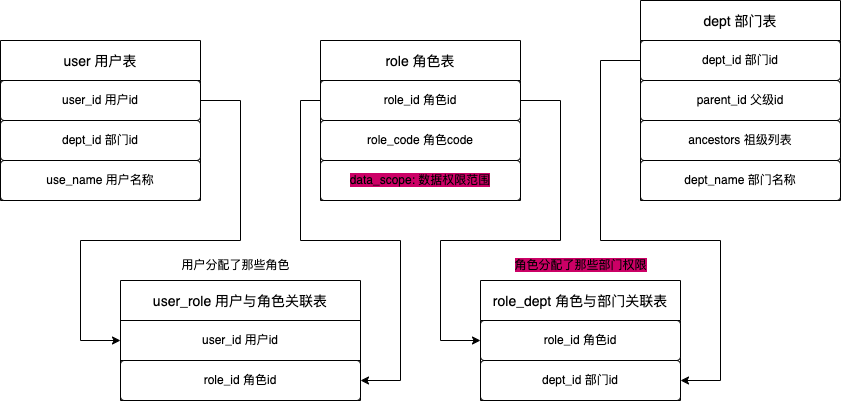 user 用户表
user_id 用户id
dept_id 部门id
use_name 用户名称
role 角色表
role_id 角色id
role_code 角色code
data_scope: 数据权限范围
dept 部门表
dept_id 部门id
parent_id 父级id
ancestors 祖级列表
dept_name 部门名称
用户分配了那些角色
user_role 用户与角色关联表
user_id 用户id
role_id 角色id
角色分配了那些部门权限
role_dept 角色与部门关联表
role_id 角色id
dept_id 部门id